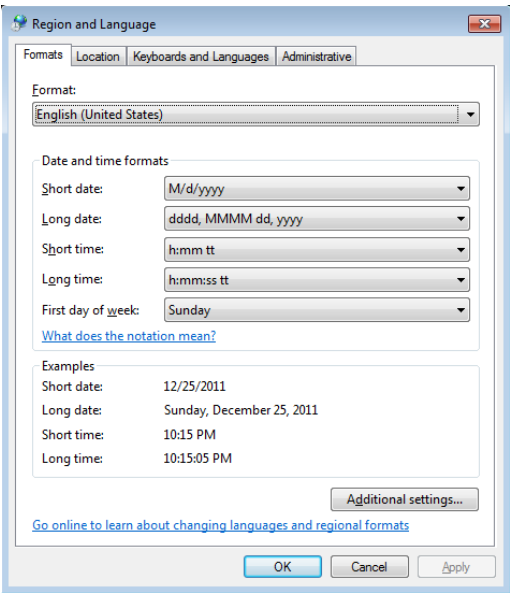 Region and Language
Formats Location Keyboards and Languages Administrative
Format:
English (United States)
Date and time formats
Short date: M/d/yyyy
Long date: dddd, MMMM dd, yyyy
Short time: h:mm tt
Long time: h:mm:ss tt
First day of week: Sunday
What does the notation mean?
Examples
Short date: 12/25/2011
Long date: Sunday, December 25, 2011
Short time: 10:15 PM
Long time: 10:15:05 PM
Additional settings...
Go online to learn about changing languages and regional formats
OK Cancel Apply